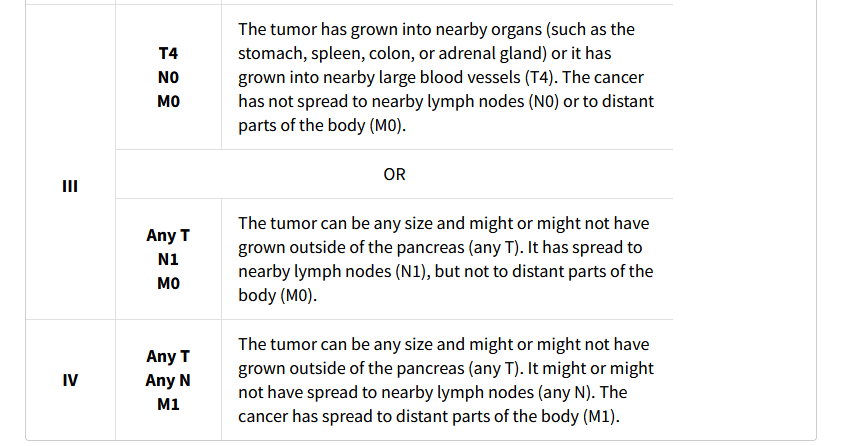 T4
N0
M0
The tumor has grown into nearby organs (such as the
stomach, spleen, colon, or adrenal gland) or it has
grown into nearby large blood vessels (T4). The cancer
has not spread to nearby lymph nodes (N0) or to distant
parts of the body (M0).
III
OR
Any T
N1
M0
The tumor can be any size and might or might not have
grown outside of the pancreas (any T). It has spread to
nearby lymph nodes (N1), but not to distant parts of the
body (M0).
IV
Any T
Any N
M1
The tumor can be any size and might or might not have
grown outside of the pancreas (any T). It might or might
not have spread to nearby lymph nodes (any N). The
cancer has spread to distant parts of the body (M1).